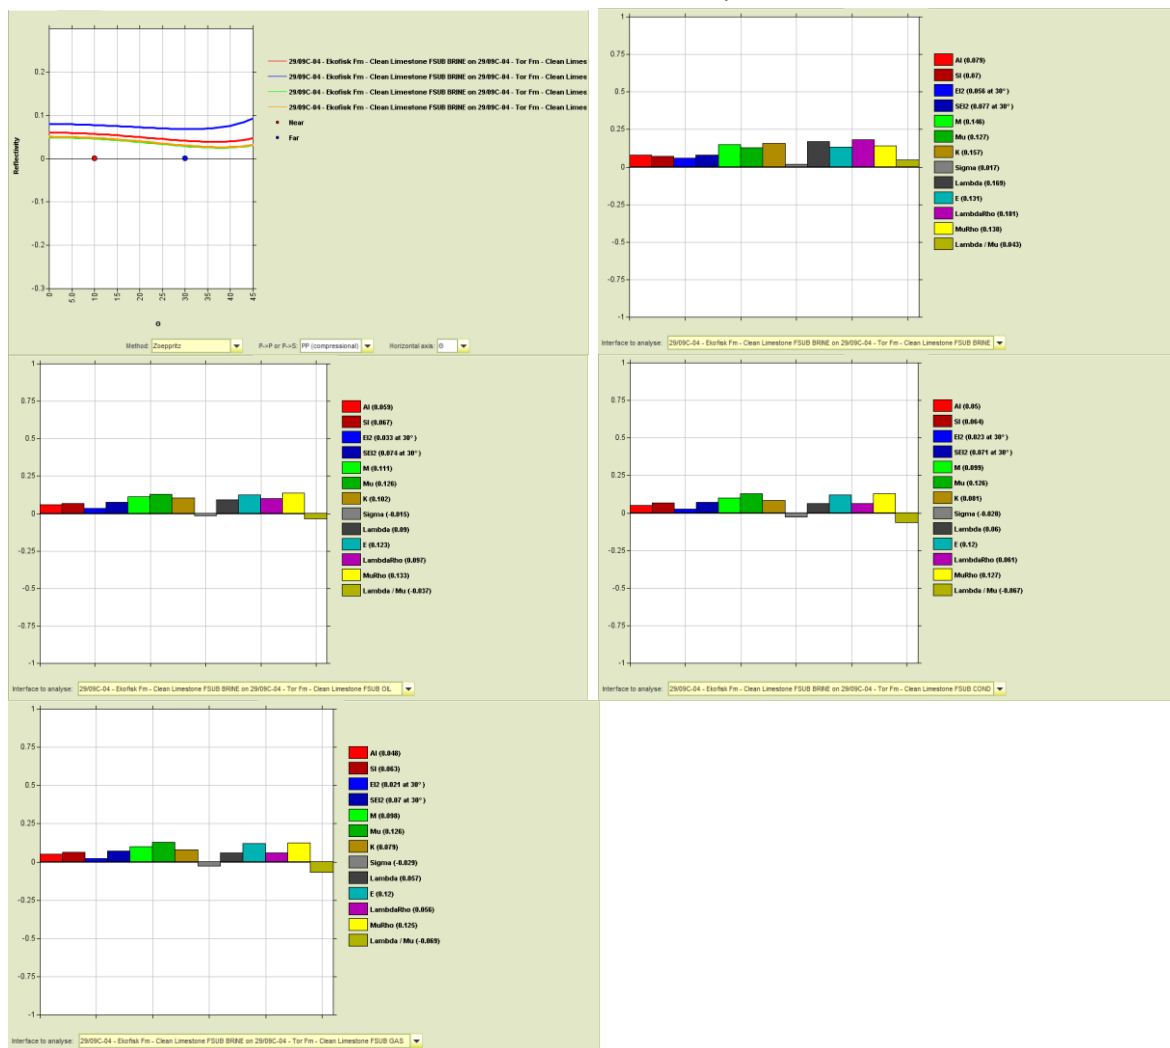 0.2
0.1
0
-0.1
-0.2
-0.3
Reflectivity
0 5.0 10 15 20 25 30 35 40 45
Θ
29/09C-04 - Ekofisk Fm - Clean Limestone FSUB BRINE on 29/09C-04 - Tor Fm - Clean Limes
29/09C-04 - Ekofisk Fm - Clean Limestone FSUB BRINE on 29/09C-04 - Tor Fm - Clean Limes
29/09C-04 - Ekofisk Fm - Clean Limestone FSUB BRINE on 29/09C-04 - Tor Fm - Clean Limes
29/09C-04 - Ekofisk Fm - Clean Limestone FSUB BRINE on 29/09C-04 - Tor Fm - Clean Limes
Near
Far
Method: Zoeppritz P->P or P->S: PP (compressional) Horizontal axis: Θ
1
0.75
0.5
0.25
0
-0.25
-0.5
-0.75
-1
AI (0.079)
SI (0.07)
EI2 (0.056 at 30°)
SEI2 (0.077 at 30°)
M (0.146)
Mu (0.127)
K (0.157)
Sigma (0.017)
Lambda (0.169)
E (0.131)
LambdaRho (0.181)
MuRho (0.138)
Lambda / Mu (0.043)
Interface to analyse: 29/09C-04 - Ekofisk Fm - Clean Limestone FSUB BRINE on 29/09C-04 - Tor Fm - Clean Limestone FSUB BRINE
1
0.75
0.5
0.25
0
-0.25
-0.5
-0.75
-1
AI (0.059)
SI (0.067)
EI2 (0.033 at 30°)
SEI2 (0.074 at 30°)
M (0.111)
Mu (0.126)
K (0.102)
Sigma (-0.015)
Lambda (0.09)
E (0.123)
LambdaRho (0.097)
MuRho (0.133)
Lambda / Mu (-0.037)
Interface to analyse: 29/09C-04 - Ekofisk Fm - Clean Limestone FSUB BRINE on 29/09C-04 - Tor Fm - Clean Limestone FSUB OIL
1
0.75
0.5
0.25
0
-0.25
-0.5
-0.75
-1
AI (0.05)
SI (0.064)
EI2 (0.023 at 30°)
SEI2 (0.071 at 30°)
M (0.099)
Mu (0.126)
K (0.081)
Sigma (-0.028)
Lambda (0.06)
E (0.12)
LambdaRho (0.061)
MuRho (0.127)
Lambda / Mu (-0.067)
Interface to analyse: 29/09C-04 - Ekofisk Fm - Clean Limestone FSUB BRINE on 29/09C-04 - Tor Fm - Clean Limestone FSUB COND
1
0.75
0.5
0.25
0
-0.25
-0.5
-0.75
-1
AI (0.048)
SI (0.063)
EI2 (0.021 at 30°)
SEI2 (0.07 at 30°)
M (0.098)
Mu (0.126)
K (0.079)
Sigma (-0.029)
Lambda (0.057)
E (0.12)
LambdaRho (0.056)
MuRho (0.125)
Lambda / Mu (-0.069)
Interface to analyse: 29/09C-04 - Ekofisk Fm - Clean Limestone FSUB BRINE on 29/09C-04 - Tor Fm - Clean Limestone FSUB GAS